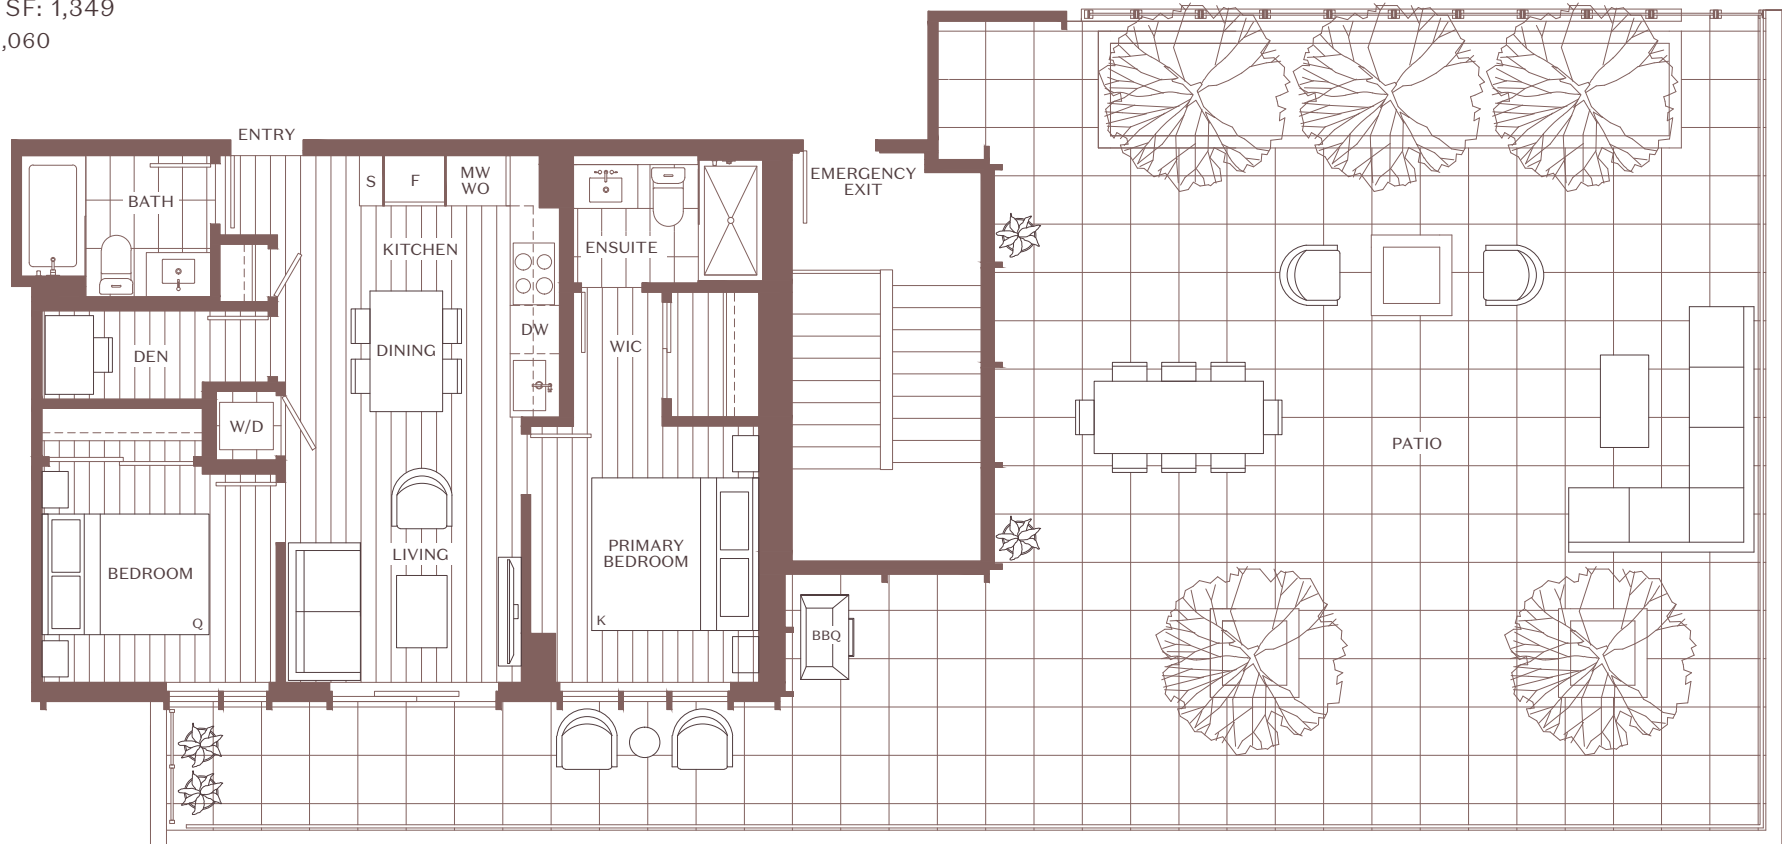 SF: 1,349
,060
ENTRY
BATH
S
F
MW
WO
KITCHEN
ENSUITE
EMERGENCY
EXIT
DEN
DINING
DW
WIC
W/D
PATIO
BEDROOM
Q
LIVING
PRIMARY
BEDROOM
K
BBQ